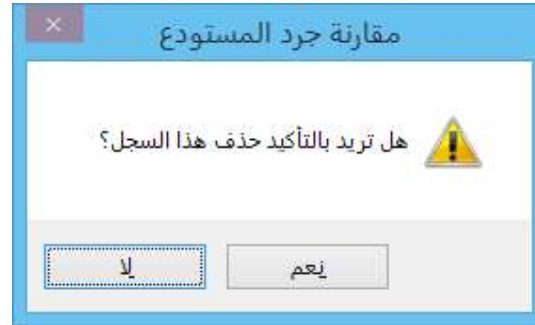 مقارنة جرد المستودع
هل تريد بالتأكيد حذف هذا السجل؟
نعم
لا